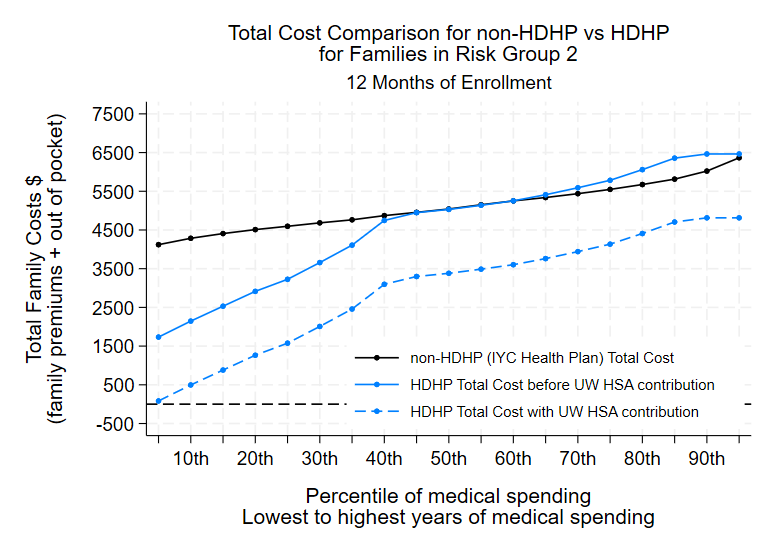 Total Cost Comparison for non-HDHP vs HDHP
for Families in Risk Group 2
12 Months of Enrollment
Total Family Costs $
(family premiums + out of pocket)
7500
6500
5500
4500
3500
2500
1500
500
-500
non-HDHP (IYC Health Plan) Total Cost
HDHP Total Cost before UW HSA contribution
HDHP Total Cost with UW HSA contribution
10th 20th 30th 40th 50th 60th 70th 80th 90th
Percentile of medical spending
Lowest to highest years of medical spending